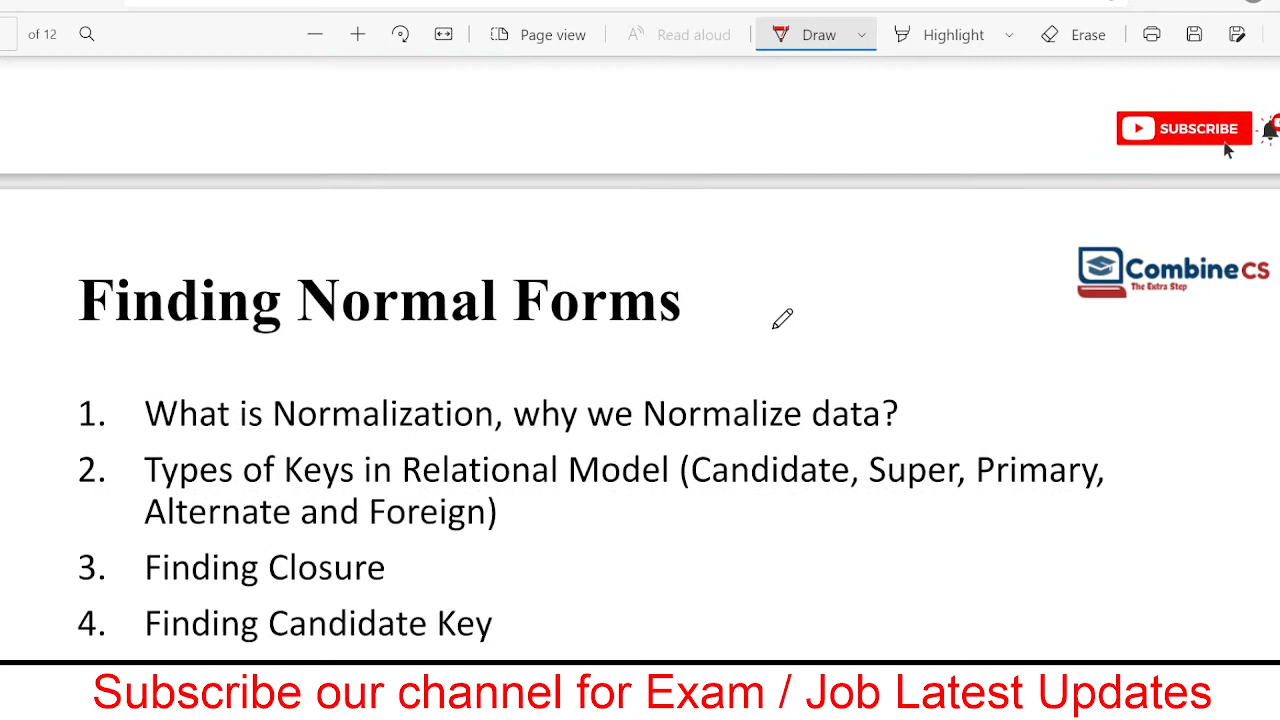 of 12
Page view
Read aloud
Draw
Highlight
Erase
SUBSCRIBE
CombineCS
The Extra Step
Finding Normal Forms
1. What is Normalization, why we Normalize data?
2. Types of Keys in Relational Model (Candidate, Super, Primary,
Alternate and Foreign)
3. Finding Closure
4. Finding Candidate Key
Subscribe our channel for Exam / Job Latest Updates